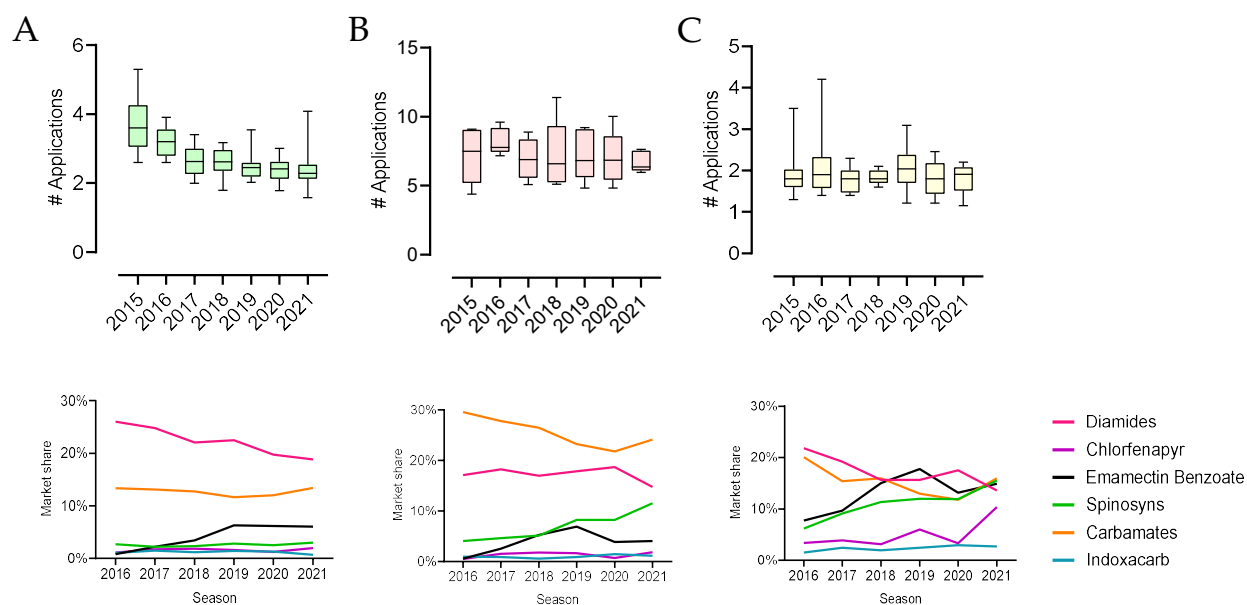 A
B
C
# Applications
6
4
2
0
2015
2016
2017
2018
2019
2020
2021
# Applications
15
10
5
0
2015
2016
2017
2018
2019
2020
2021
# Applications
5
4
3
2
1
0
2015
2016
2017
2018
2019
2020
2021
Market share
30%
20%
10%
0%
2016 2017 2018 2019 2020 2021
Season
Market share
30%
20%
10%
0%
2016 2017 2018 2019 2020 2021
Season
Market share
30%
20%
10%
0%
2016 2017 2018 2019 2020 2021
Season
Diamides
Chlorfenapyr
Emamectin Benzoate
Spinosyns
Carbamates
Indoxacarb